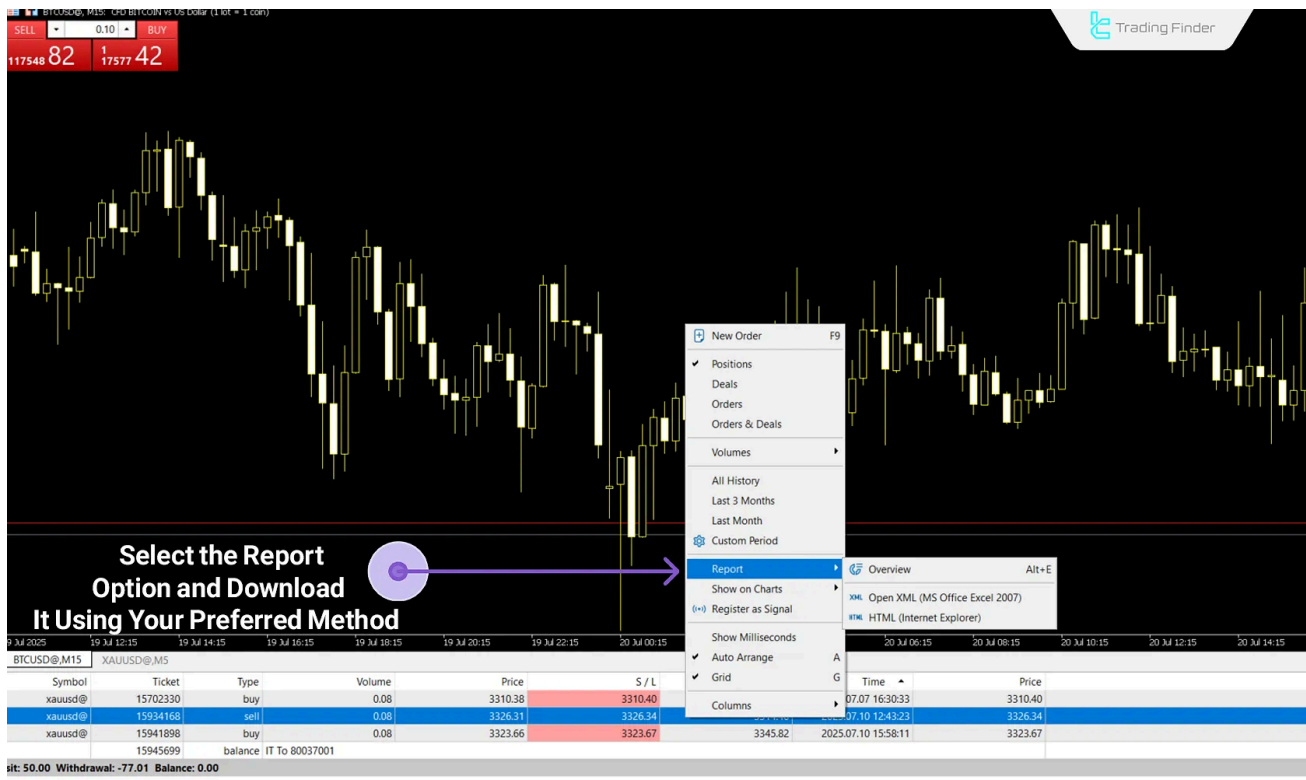 BTCUSD@, M15: CFD BITCOIN vs US Dollar (1 lot = 1 coin)
SELL 0.10 BUY
117548 82 1 17577 42
Trading Finder
New Order F9
Positions
Deals
Orders
Orders & Deals
Volumes
All History
Last 3 Months
Last Month
Custom Period
Report
Show on Charts
Register as Signal
Show Milliseconds
Auto Arrange A
Grid G
Columns
Overview Alt+E
XML Open XML (MS Office Excel 2007)
HTML HTML (Internet Explorer)
Select the Report
Option and Download
It Using Your Preferred Method
9 Jul 2025 19 Jul 12:15 19 Jul 14:15 19 Jul 16:15 19 Jul 18:15 19 Jul 20:15 19 Jul 22:15 20 Jul 00:15 20 Jul 06:15 20 Jul 08:15 20 Jul 10:15 20 Jul 12:15 20 Jul 14:15
BTCUSD@,M15 XAUUSD@,M5
Symbol Ticket Type Volume Price S / L Time Price
xauusd@ 15702330 buy 0.08 3310.38 3310.40 07.07 16:30:33 3310.40
xauusd@ 15934168 sell 0.08 3326.31 3326.34 2025.07.10 12:43:23 3326.34
xauusd@ 15941898 buy 0.08 3323.66 3323.67 3345.82 2025.07.10 15:58:11 3323.67
15945699 balance IT To 80037001
sit: 50.00 Withdrawal: -77.01 Balance: 0.00